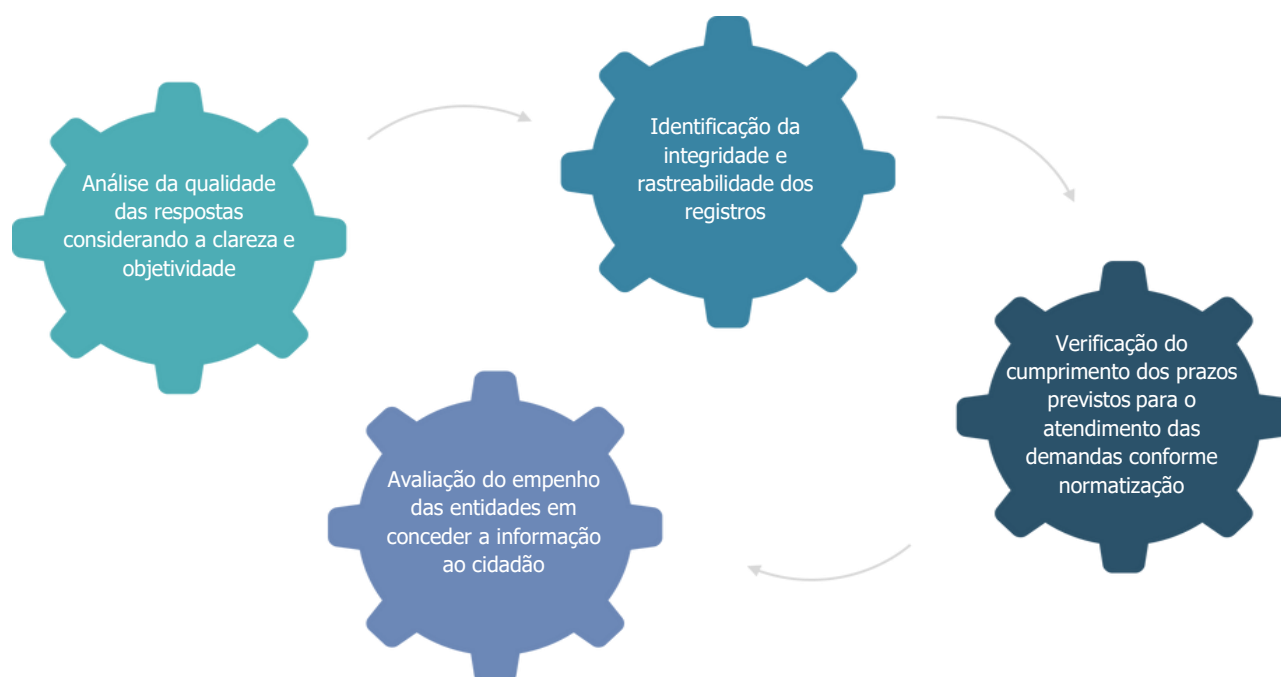 Análise da qualidade
das respostas
considerando a clareza e
objetividade
Identificação da
integridade e
rastreabilidade dos
registros
Verificação do
cumprimento dos prazos
previstos para o
atendimento das
demandas conforme
normatização
Avaliação do empenho
das entidades em
conceder a informação
ao cidadão